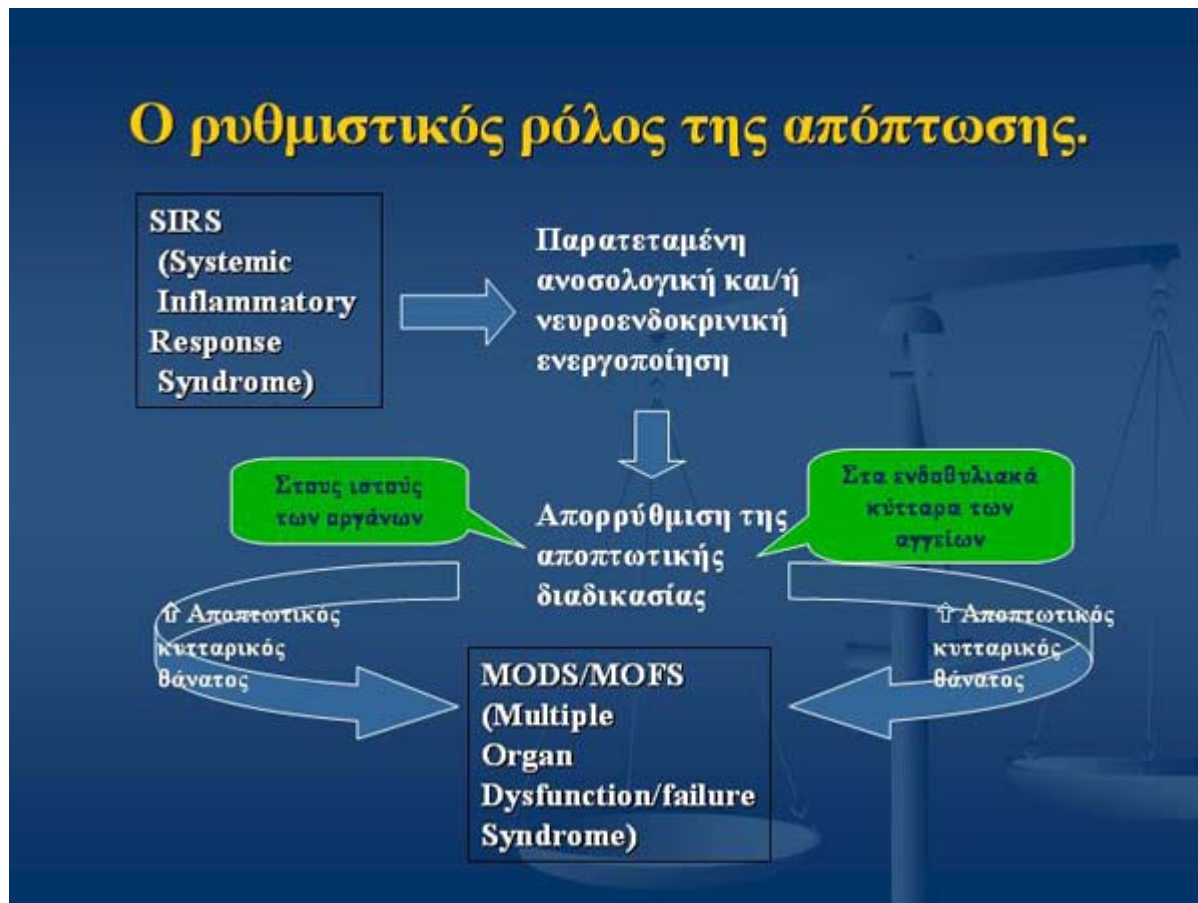 Ο ρυθμιστικός ρόλος της απόπτωσης.
SIRS
(Systemic
Inflammatory
Response
Syndrome)
Παρατεταμένη
ανοσολογική και/ή
νευροενδοκρινική
ενεργοποίηση
Στους ιστούς
των οργάνων
Στα ενδοθυλιακά
κύτταρα των
αγγείων
Απορρύθμιση της
αποπτωτικής
διαδικασίας
⇧ Αποπτωτικός
κυτταρικός
θάνατος
⇧ Αποπτωτικός
κυτταρικός
θάνατος
MODS/MOFS
(Multiple
Organ
Dysfunction/failure
Syndrome)